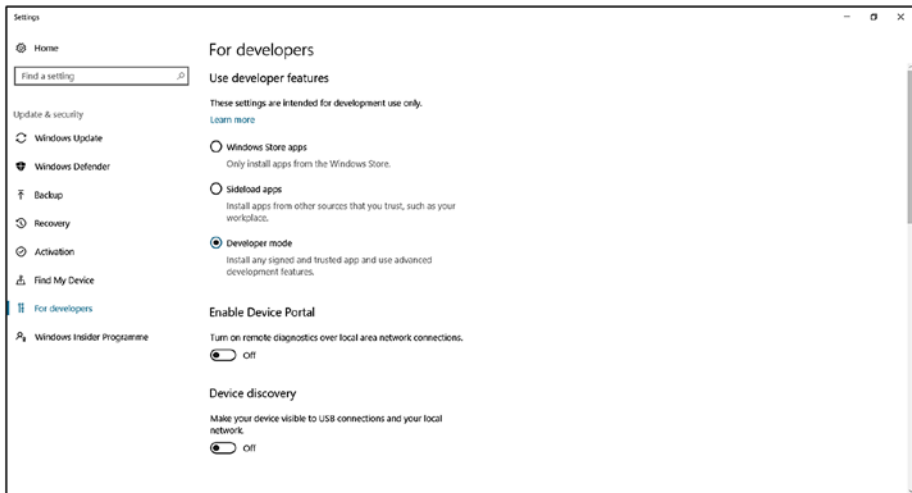 Settings
Home
Find a setting
Update & security
Windows Update
Windows Defender
Backup
Recovery
Activation
Find My Device
For developers
Windows Insider Programme
For developers
Use developer features
These settings are intended for development use only.
Learn more
Windows Store apps
Only install apps from the Windows Store.
Sideload apps
Install apps from other sources that you trust, such as your
workplace.
Developer mode
Install any signed and trusted app and use advanced
development features.
Enable Device Portal
Turn on remote diagnostics over local area network connections.
Off
Device discovery
Make your device visible to USB connections and your local
network.
Off